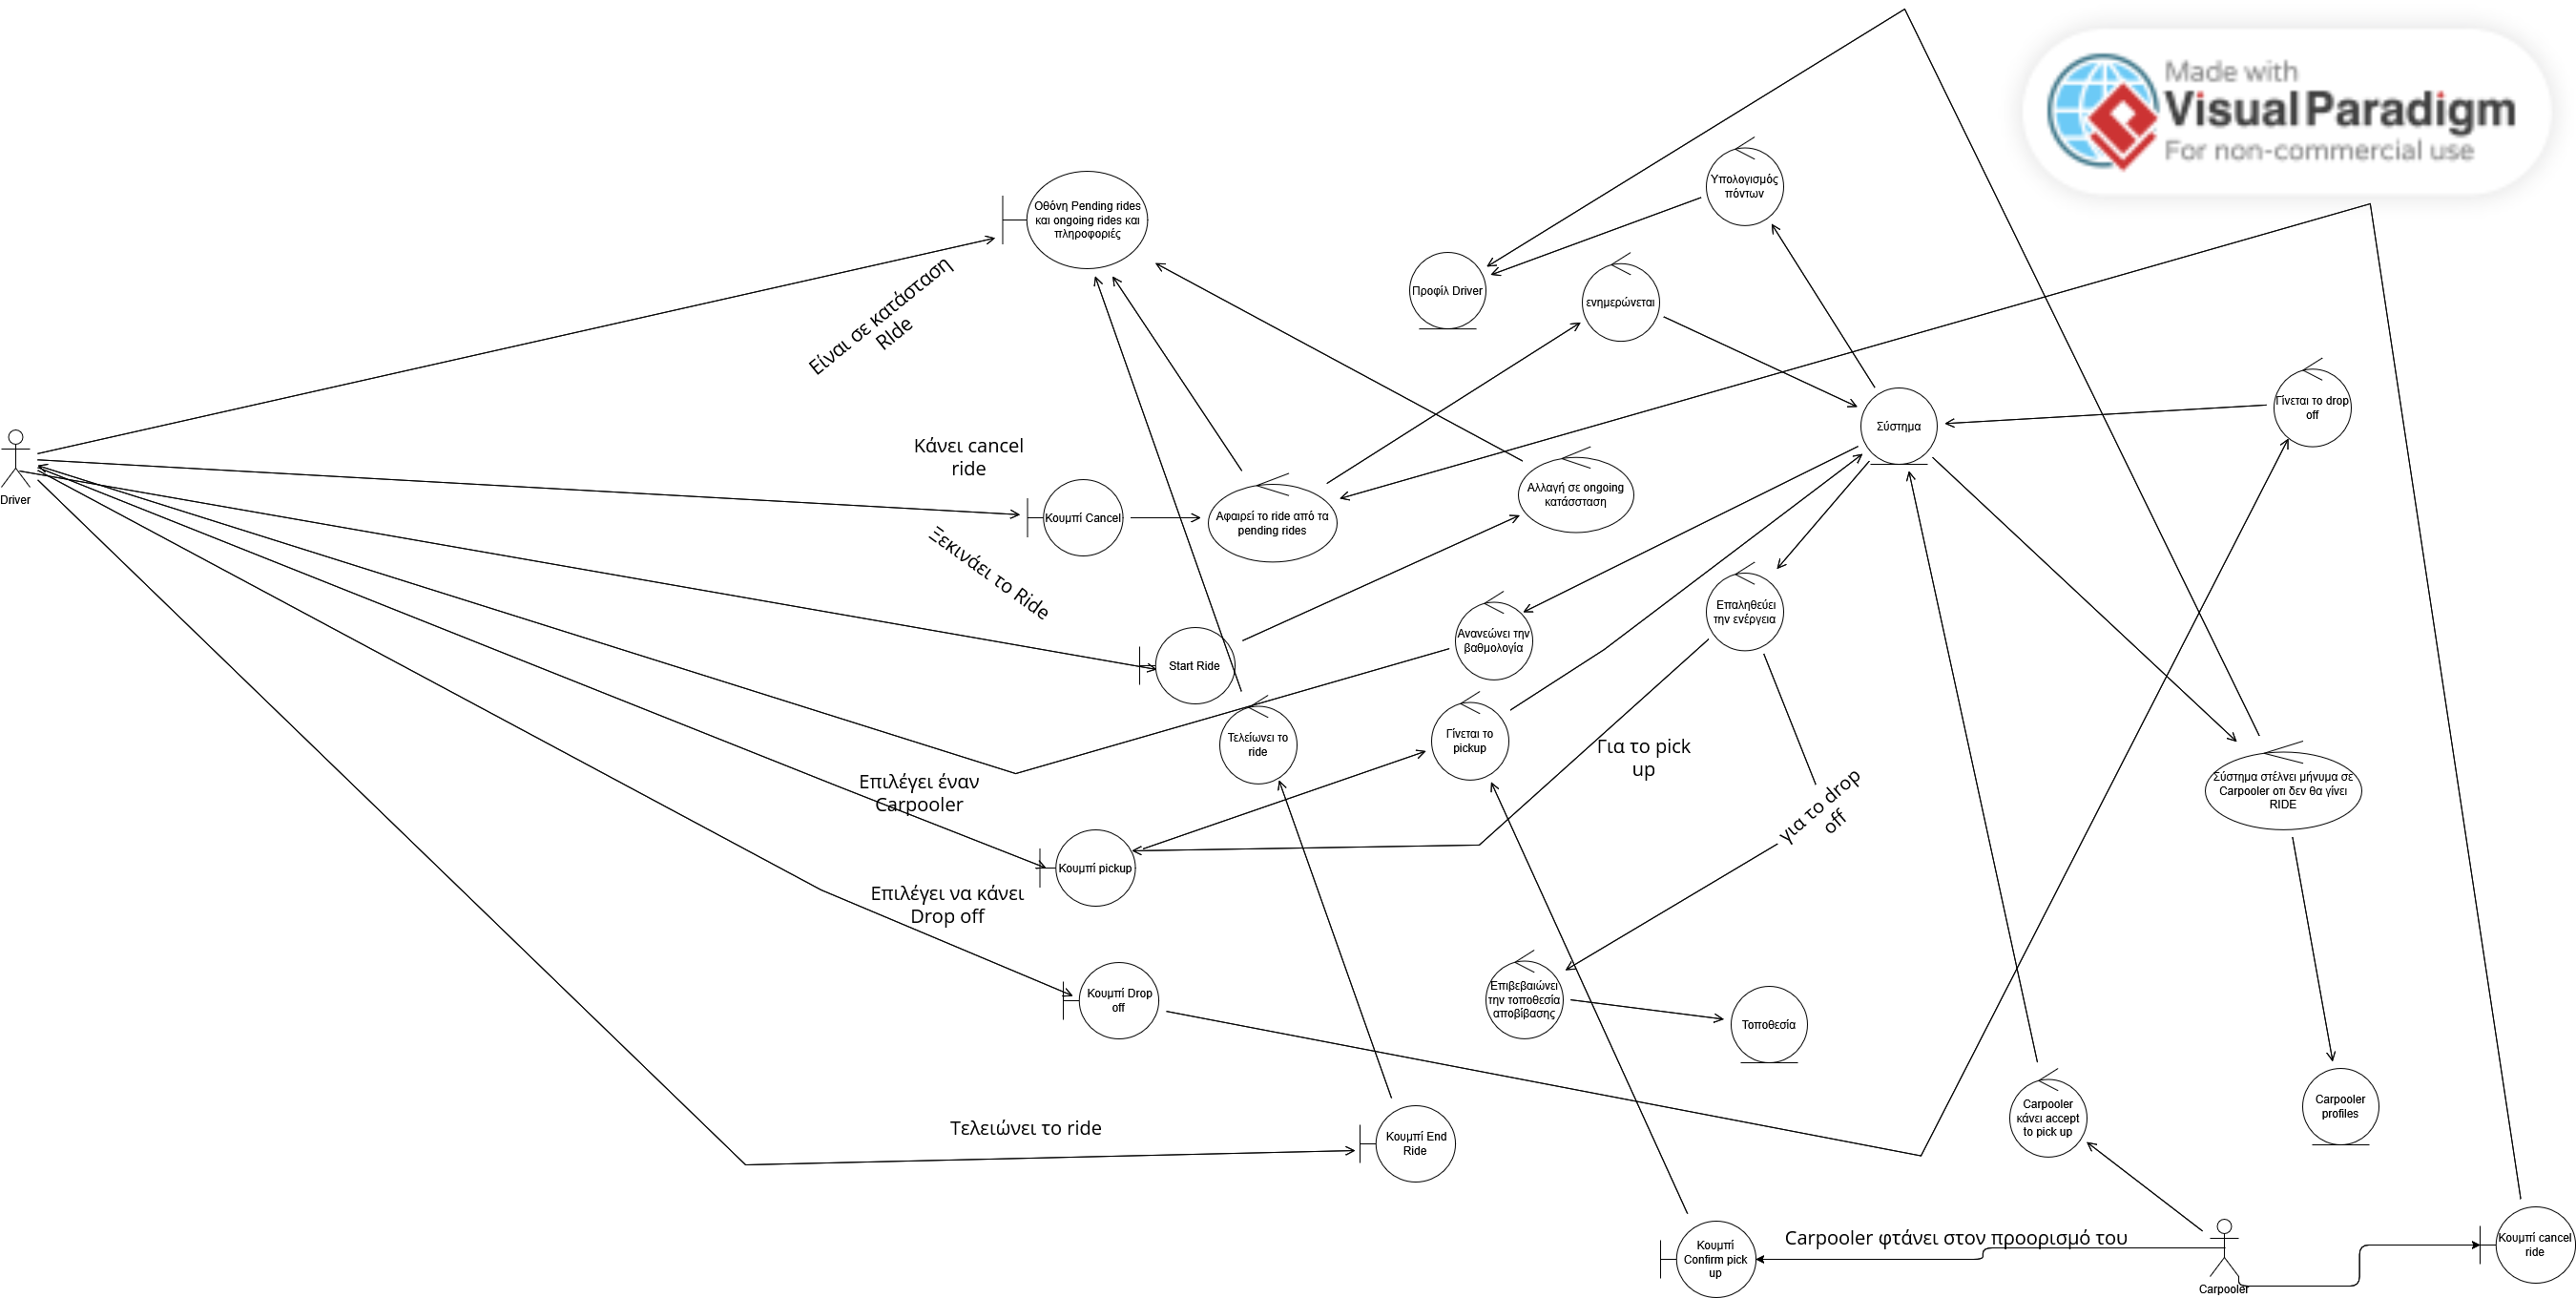 Made with
Visual Paradigm
For non-commercial use
Υπολογισμός
πόντων
Οθόνη Pending rides
και ongoing rides και
πληροφοριές
Προφίλ Driver
ενημερώνεται
Είναι σε κατάσταση
RIde
Γίνεται το drop
off
Σύστημα
Κάνει cancel
ride
Driver
Κουμπί Cancel
Αφαιρεί το ride από τα
pending rides
Αλλαγή σε ongoing
κατάσσταση
Ξεκινάει το Ride
Επαληθεύει
την ενέργεια
Ανανεώνει την
βαθμολογία
Start Ride
Τελείωνει το
ride
Γίνεται το
pickup
Για το pick
up
Επιλέγει έναν
Carpooler
για το drop
off
Σύστημα στέλνει μήνυμα σε
Carpooler οτι δεν θα γίνει
RIDE
Κουμπί pickup
Επιλέγει να κάνει
Drop off
Κουμπί Drop
off
Επιβεβαιώνει
την τοποθεσία
αποβίβασης
Τοποθεσία
Carpooler
κάνει accept
to pick up
Carpooler
profiles
Τελειώνει το ride
Κουμπί End
Ride
Carpooler φτάνει στον προορισμό του
Κουμπί
Confirm pick
up
Κουμπί cancel
ride
Carpooler